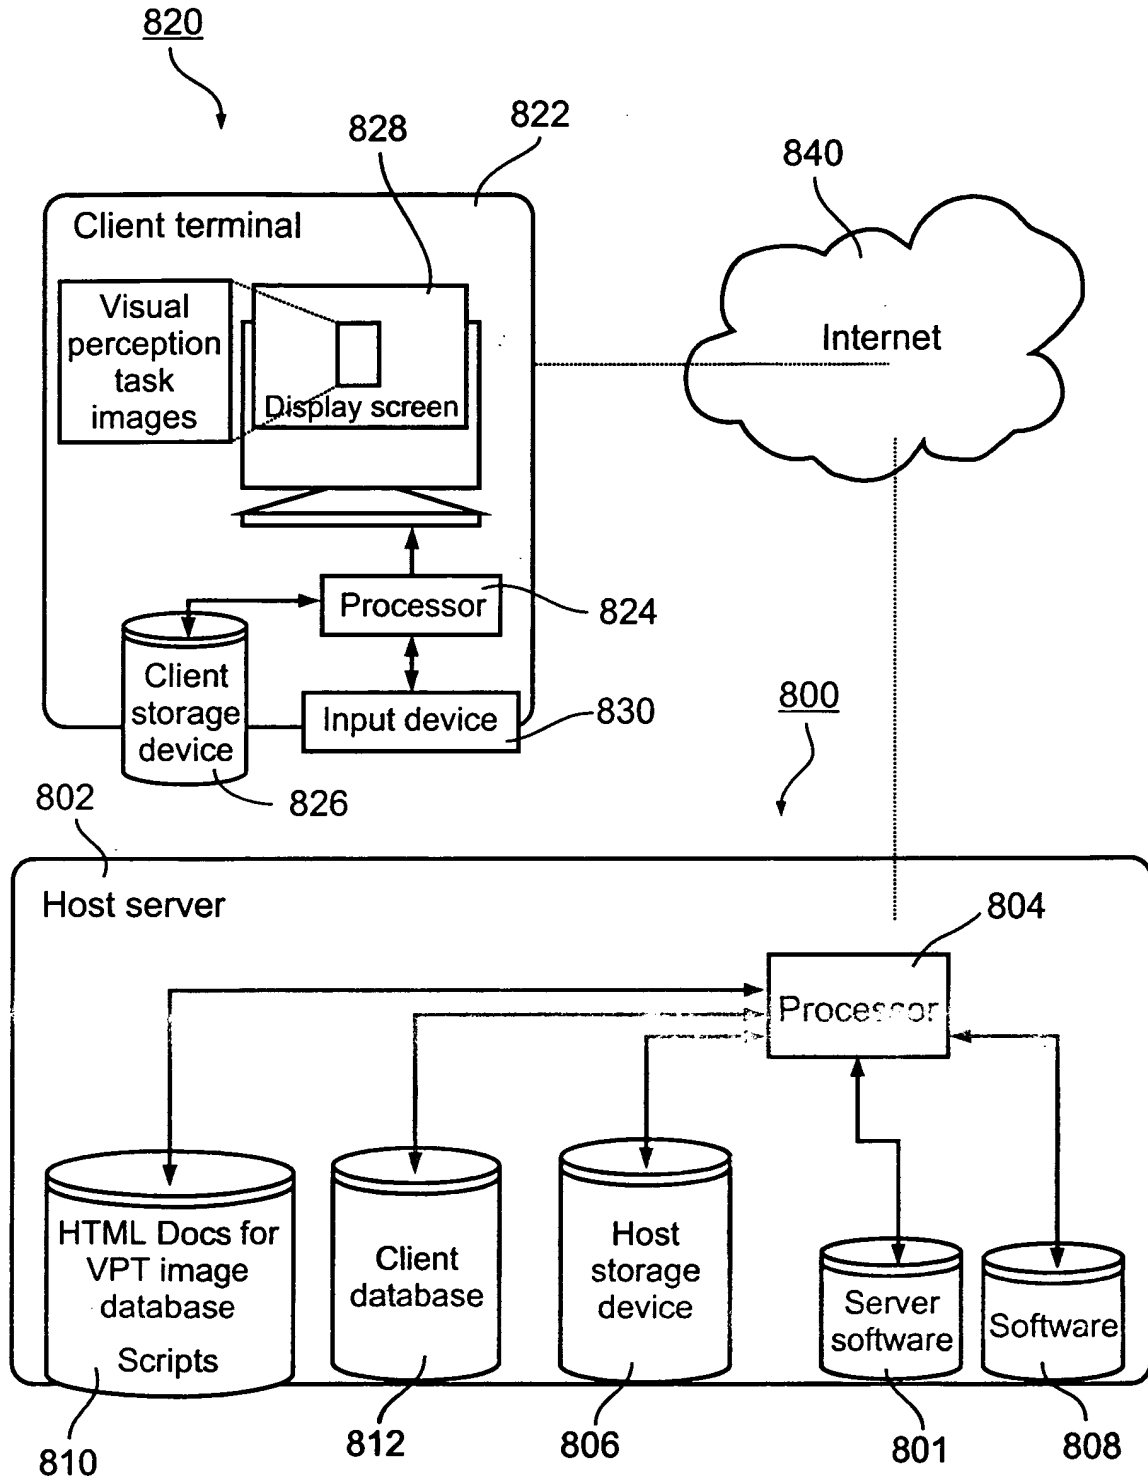 820
828
822
840
Client terminal
Visual
perception
task
images
Display screen
Internet
Processor
824
Client
storage
device
Input device
830
826
800
802
Host server
804
Processor
HTML Docs for
VPT image
database
Scripts
Client
database
Host
storage
device
Server
software
Software
810
812
806
801
808